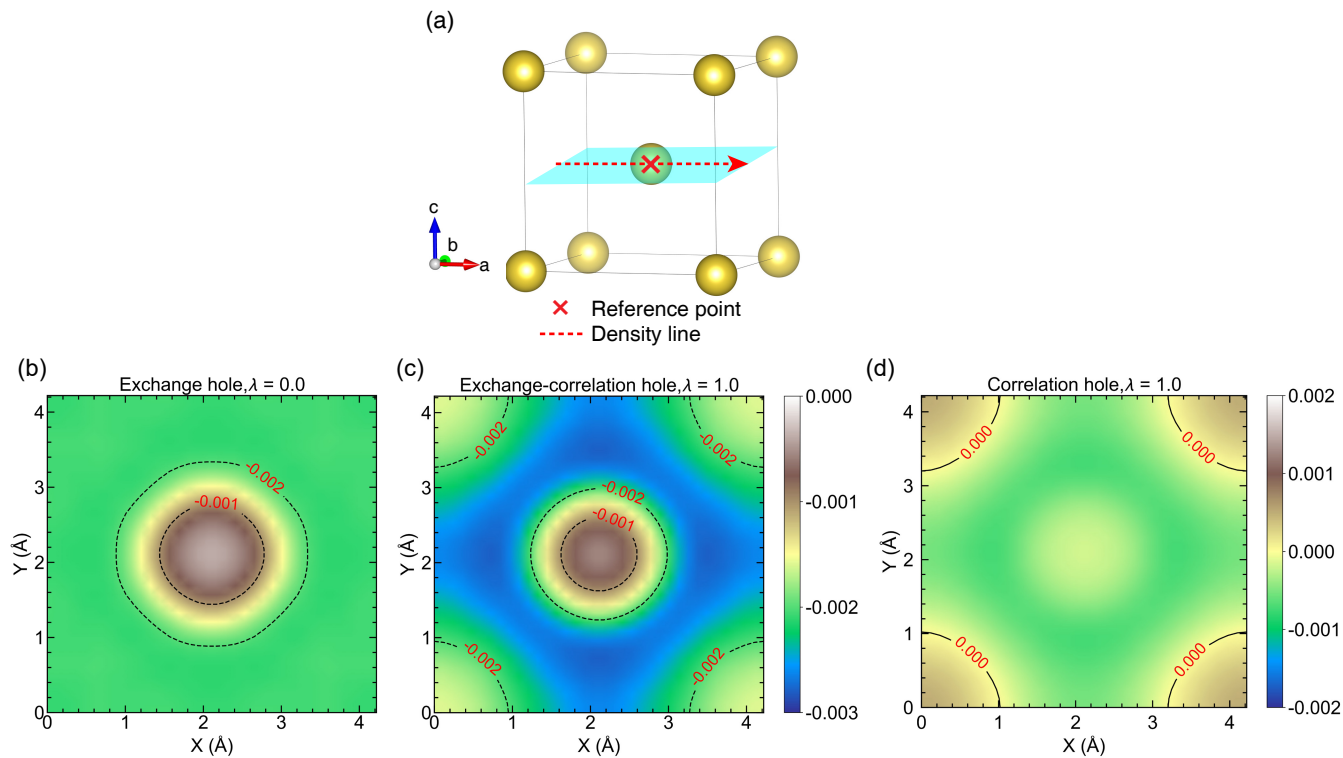 (a)
c
b
a
Reference point
Density line
(b)
Exchange hole, λ = 0.0
-0.002
-0.001
4
3
2
1
0
Y (Å)
0 1 2 3 4
X (Å)
(c)
Exchange-correlation hole, λ = 1.0
-0.002
-0.002
-0.002
-0.001
-0.002
-0.002
4
3
2
1
0
Y (Å)
0 1 2 3 4
X (Å)
0.000
-0.001
-0.002
-0.003
(d)
Correlation hole, λ = 1.0
0.000
0.000
0.000
0.000
4
3
2
1
0
Y (Å)
0 1 2 3 4
X (Å)
0.002
0.001
0.000
-0.001
-0.002